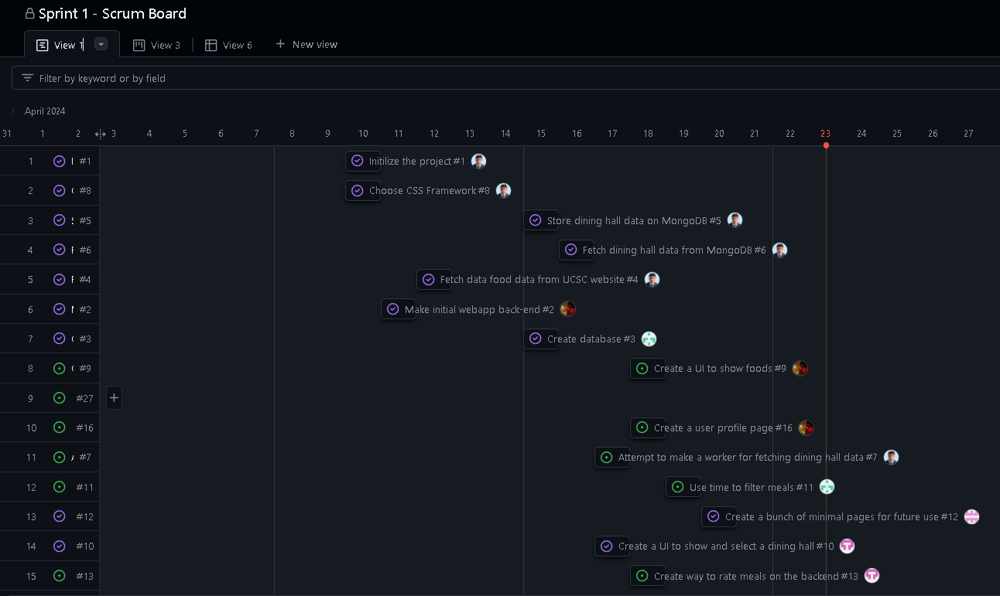 Sprint 1 - Scrum Board
View 1 View 3 View 6 New view
Filter by keyword or by field
April 2024
31 1 2 3 4 5 6 7 8 9 10 11 12 13 14 15 16 17 18 19 20 21 22 23 24 25 26 27
1 #1 Initilize the project #1
2 #8 Choose CSS Framework #8
3 #5 Store dining hall data on MongoDB #5
4 #6 Fetch dining hall data from MongoDB #6
5 #4 Fetch data food data from UCSC website #4
6 #2 Make initial webapp back-end #2
7 #3 Create database #3
8 #9 Create a UI to show foods #9
9 #27
10 #16 Create a user profile page #16
11 #7 Attempt to make a worker for fetching dining hall data #7
12 #11 Use time to filter meals #11
13 #12 Create a bunch of minimal pages for future use #12
14 #10 Create a UI to show and select a dining hall #10
15 #13 Create way to rate meals on the backend #13